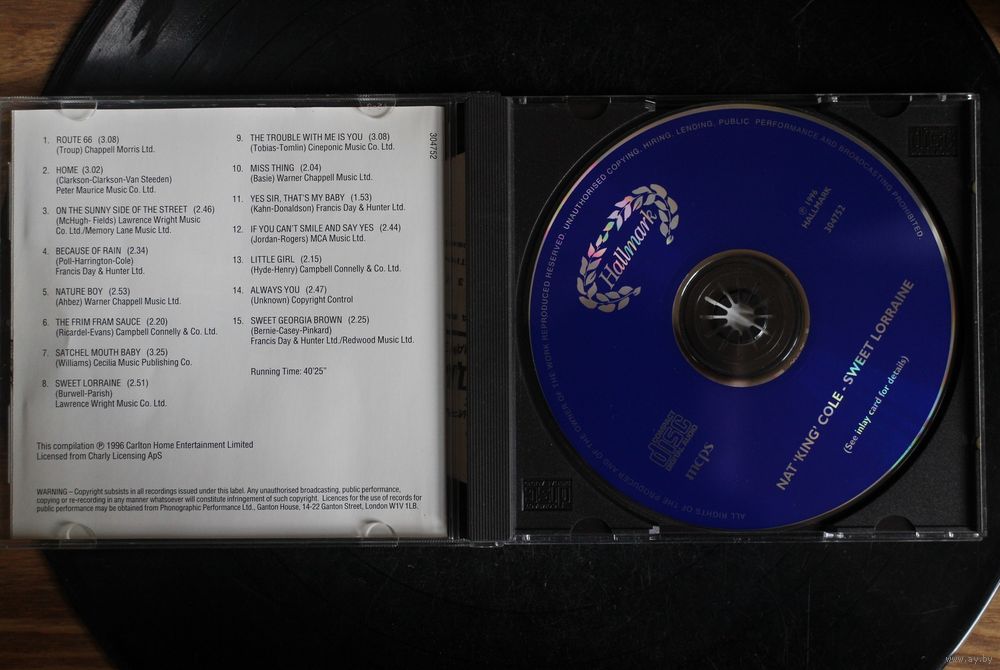 304752
1. ROUTE 66 (3.08)
(Troup) Chappell Morris Ltd.
2. HOME (3.02)
(Clarkson-Clarkson-Van Steeden)
Peter Maurice Music Co. Ltd.
3. ON THE SUNNY SIDE OF THE STREET (2.46)
(McHugh- Fields) Lawrence Wright Music
Co. Ltd./Memory Lane Music Ltd.
4. BECAUSE OF RAIN (2.34)
(Poll-Harrington-Cole)
Francis Day & Hunter Ltd.
5. NATURE BOY (2.53)
(Ahbez) Warner Chappell Music Ltd.
6. THE FRIM FRAM SAUCE (2.20)
(Ricardel-Evans) Campbell Connelly & Co. Ltd.
7. SATCHEL MOUTH BABY (3.25)
(Williams) Cecilia Music Publishing Co.
8. SWEET LORRAINE (2.51)
(Burwell-Parish)
Lawrence Wright Music Co. Ltd.
9. THE TROUBLE WITH ME IS YOU (3.08)
(Tobias-Tomlin) Cineponic Music Co. Ltd.
10. MISS THING (2.04)
(Basie) Warner Chappell Music Ltd.
11. YES SIR, THAT'S MY BABY (1.53)
(Kahn-Donaldson) Francis Day & Hunter Ltd.
12. IF YOU CAN'T SMILE AND SAY YES (2.44)
(Jordan-Rogers) MCA Music Ltd.
13. LITTLE GIRL (2.15)
(Hyde-Henry) Campbell Connelly & Co. Ltd.
14. ALWAYS YOU (2.47)
(Unknown) Copyright Control
15. SWEET GEORGIA BROWN (2.25)
(Bernie-Casey-Pinkard)
Francis Day & Hunter Ltd./Redwood Music Ltd.
Running Time: 40'25"
This compilation ℗ 1996 Carlton Home Entertainment Limited
Licensed from Charly Licensing ApS
WARNING – Copyright subsists in all recordings issued under this label. Any unauthorised broadcasting, public performance,
copying or re-recording in any manner whatsoever will constitute infringement of such copyright. Licences for the use of records for
public performance may be obtained from Phonographic Performance Ltd., Ganton House, 14-22 Ganton Street, London W1V 1LB.
ALL RIGHTS OF THE PRODUCER AND OF THE OWNER OF THE WORK REPRODUCED RESERVED. UNAUTHORISED COPYING, HIRING, LENDING, PUBLIC PERFORMANCE AND BROADCASTING PROHIBITED.
Hallmark
℗ 1996
HALLMARK
304752
NAT 'KING' COLE - SWEET LORRAINE
(See inlay card for details)
COMPACT
disc
DIGITAL AUDIO
mcps
www.ay.by